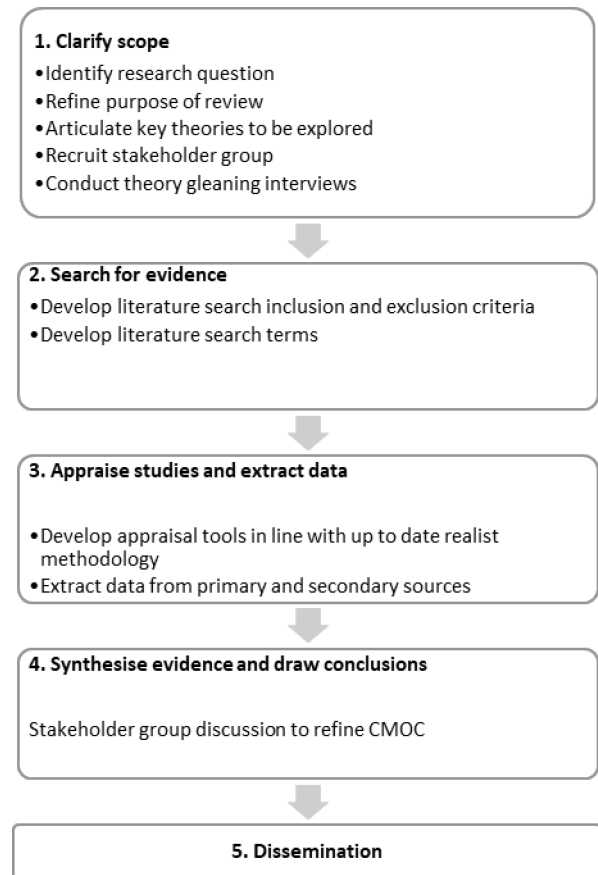 1. Clarify scope
•Identify research question
•Refine purpose of review
•Articulate key theories to be explored
•Recruit stakeholder group
•Conduct theory gleaning interviews
2. Search for evidence
•Develop literature search inclusion and exclusion criteria
•Develop literature search terms
3. Appraise studies and extract data
•Develop appraisal tools in line with up to date realist
methodology
•Extract data from primary and secondary sources
4. Synthesise evidence and draw conclusions
Stakeholder group discussion to refine CMOC
5. Dissemination